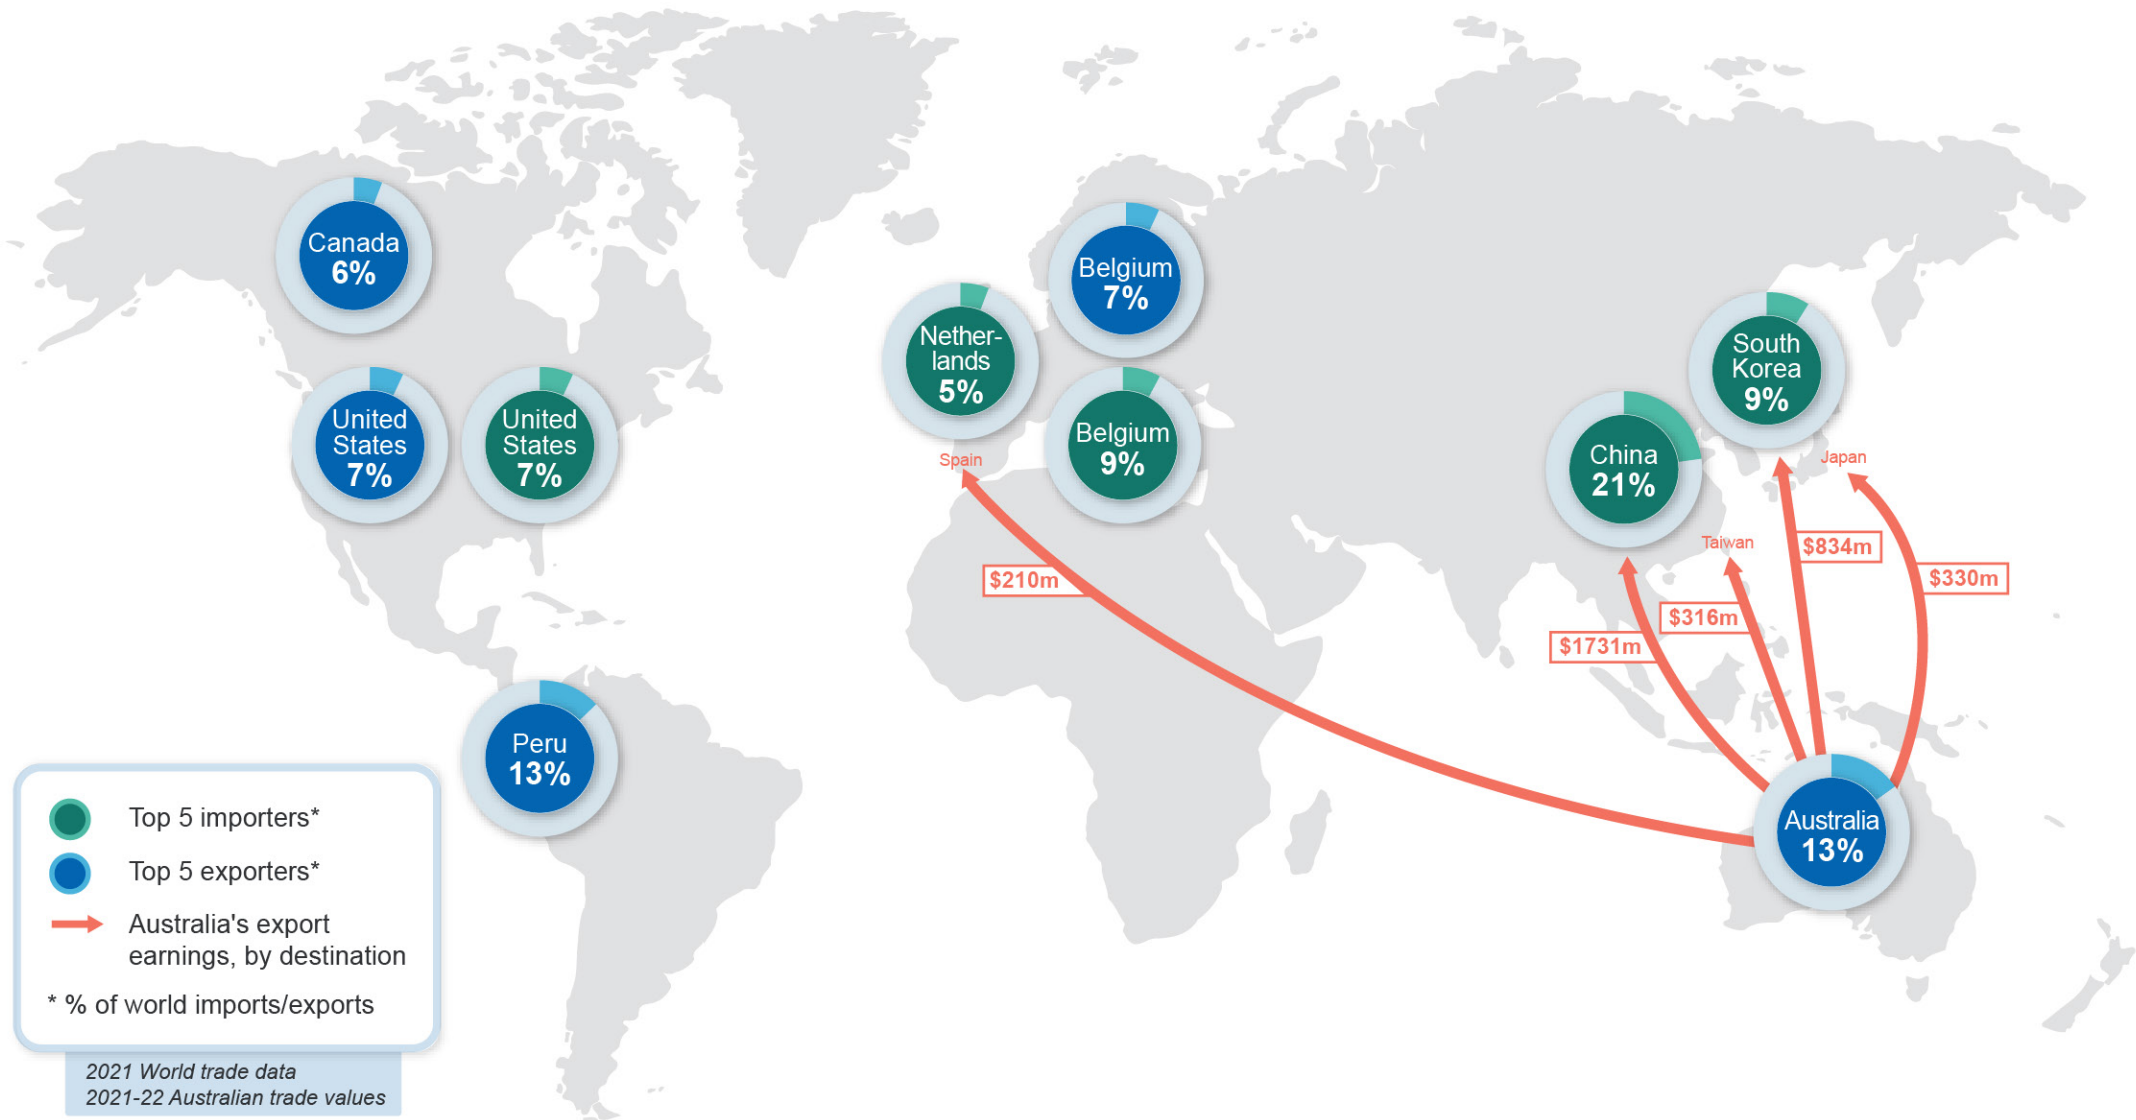 Canada
6%
Belgium
7%
Nether-
lands
5%
South
Korea
9%
United
States
7%
United
States
7%
Belgium
9%
China
21%
Spain
Japan
Taiwan
$834m
$210m
$330m
$316m
$1731m
Peru
13%
Australia
13%
Top 5 importers*
Top 5 exporters*
Australia's export
earnings, by destination
* % of world imports/exports
2021 World trade data
2021-22 Australian trade values